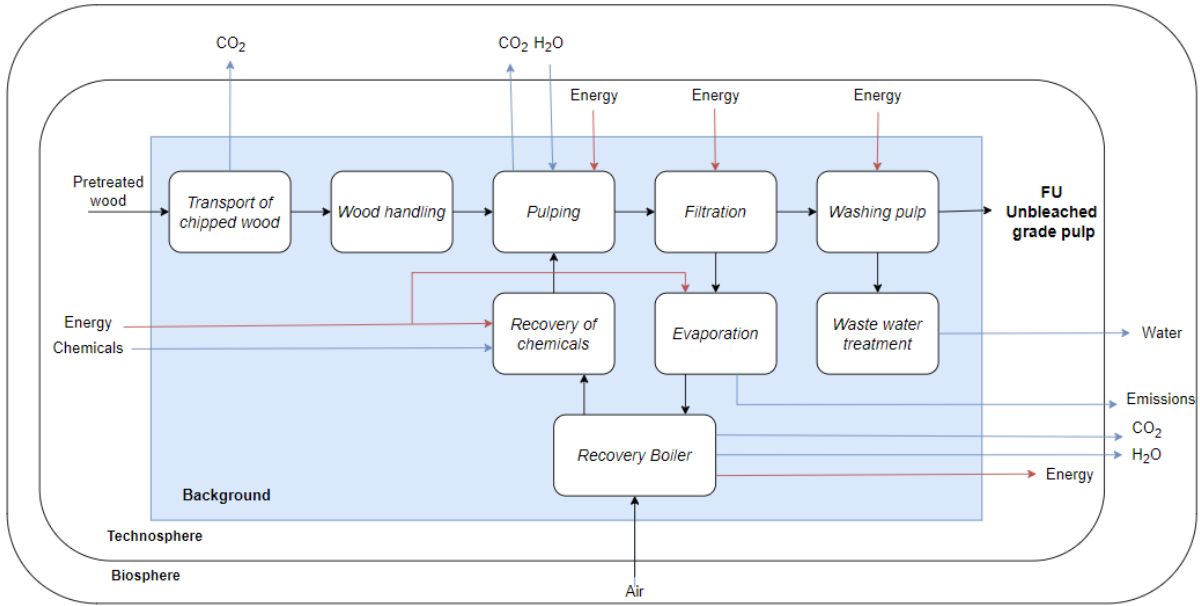 CO₂
CO₂ H₂O
Energy
Energy
Energy
Pretreated
wood
Transport of
chipped wood
Wood handling
Pulping
Filtration
Washing pulp
FU
Unbleached
grade pulp
Energy
Chemicals
Recovery of
chemicals
Evaporation
Waste water
treatment
Water
Emissions
CO₂
H₂O
Energy
Recovery Boiler
Background
Technosphere
Biosphere
Air